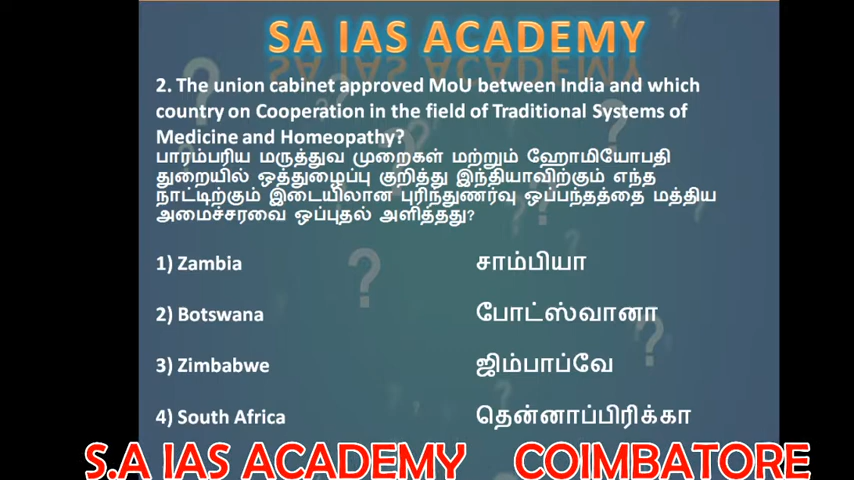 SA IAS ACADEMY
2. The union cabinet approved MoU between India and which
country on Cooperation in the field of Traditional Systems of
Medicine and Homeopathy?
பாரம்பரிய மருத்துவ முறைகள் மற்றும் ஹோமியோபதி
துறையில் ஒத்துழைப்பு குறித்து இந்தியாவிற்கும் எந்த
நாட்டிற்கும் இடையிலான புரிந்துணர்வு ஒப்பந்தத்தை மத்திய
அமைச்சரவை ஒப்புதல் அளித்தது?
1) Zambia சாம்பியா
2) Botswana போட்ஸ்வானா
3) Zimbabwe ஜிம்பாப்வே
4) South Africa தென்னாப்பிரிக்கா
S.A IAS ACADEMY COIMBATORE